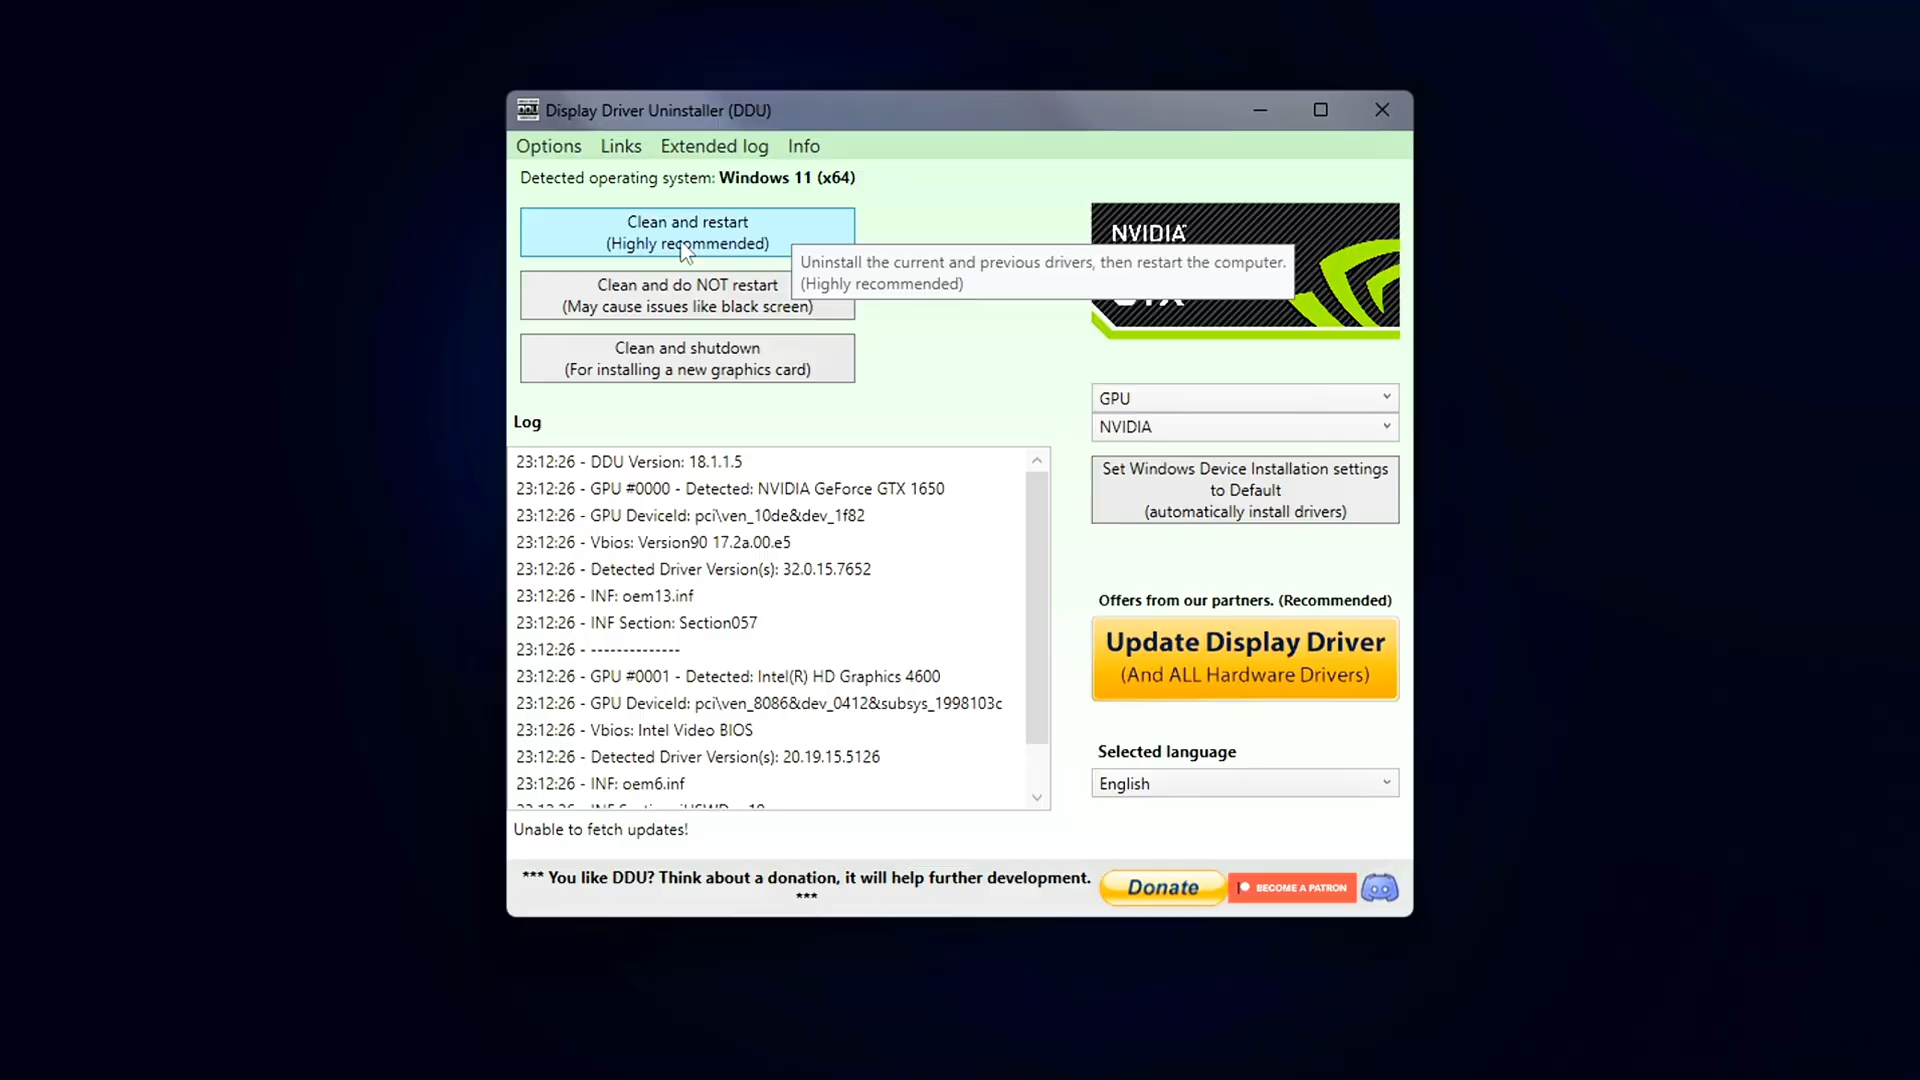 Display Driver Uninstaller (DDU)
Options Links Extended log Info
Detected operating system: Windows 11 (x64)
Clean and restart
(Highly recommended)
Uninstall the current and previous drivers, then restart the computer.
(Highly recommended)
Clean and do NOT restart
(May cause issues like black screen)
Clean and shutdown
(For installing a new graphics card)
NVIDIA
GPU
NVIDIA
Set Windows Device Installation settings
to Default
(automatically install drivers)
Log
23:12:26 - DDU Version: 18.1.1.5
23:12:26 - GPU #0000 - Detected: NVIDIA GeForce GTX 1650
23:12:26 - GPU DeviceId: pci\ven_10de&dev_1f82
23:12:26 - Vbios: Version90 17.2a.00.e5
23:12:26 - Detected Driver Version(s): 32.0.15.7652
23:12:26 - INF: oem13.inf
23:12:26 - INF Section: Section057
23:12:26 - --------------
23:12:26 - GPU #0001 - Detected: Intel(R) HD Graphics 4600
23:12:26 - GPU DeviceId: pci\ven_8086&dev_0412&subsys_1998103c
23:12:26 - Vbios: Intel Video BIOS
23:12:26 - Detected Driver Version(s): 20.19.15.5126
23:12:26 - INF: oem6.inf
Offers from our partners. (Recommended)
Update Display Driver
(And ALL Hardware Drivers)
Selected language
English
Unable to fetch updates!
*** You like DDU? Think about a donation, it will help further development.
***
Donate
BECOME A PATRON